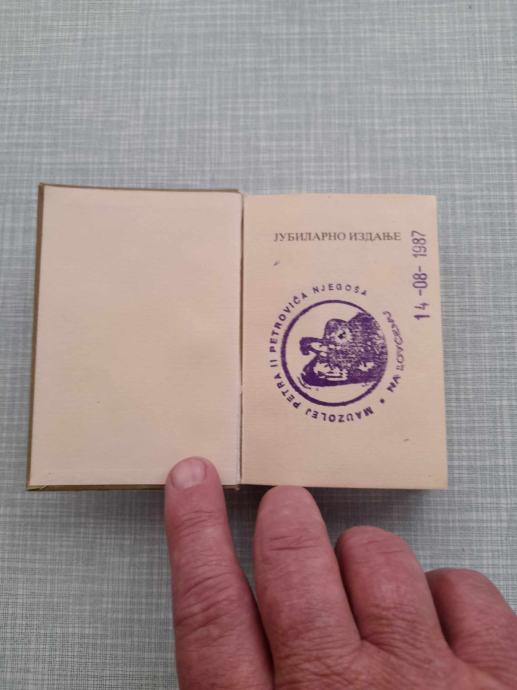 ЈУБИЛАРНО ИЗДАЊЕ
14-08-1987
MAUZOLEJ PETRA II PETROVIĆA NJEGOŠA NA LOVĆENU